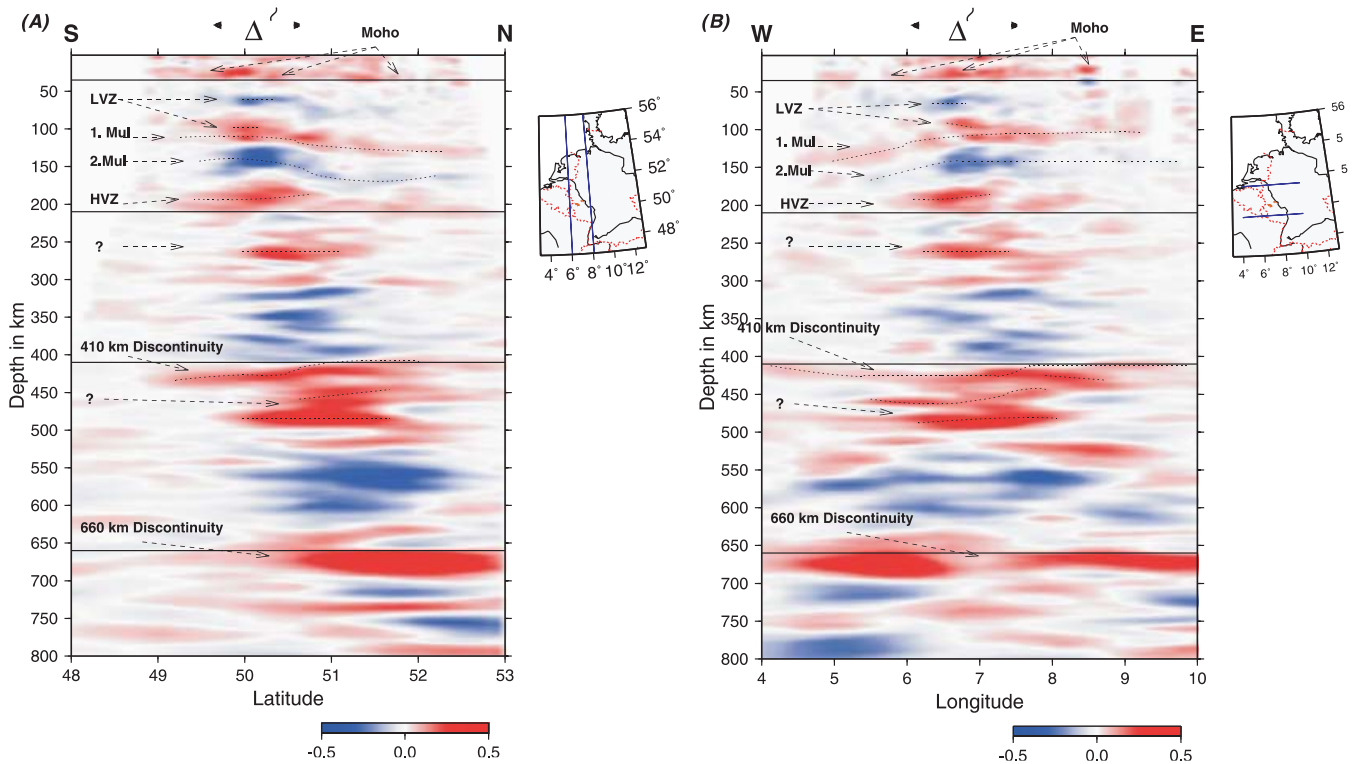 (A)
S
Δ
Moho
N
50
100
150
200
250
300
350
400
450
500
550
600
650
700
750
800
Depth in km
LVZ
1. Mul
2.Mul
HVZ
?
410 km Discontinuity
?
660 km Discontinuity
48
49
50
51
52
53
Latitude
-0.5
0.0
0.5
56°
54°
52°
50°
48°
4°
6°
8°
10°
12°
(B)
W
Δ
Moho
E
50
100
150
200
250
300
350
400
450
500
550
600
650
700
750
800
Depth in km
LVZ
1. Mul
2.Mul
HVZ
?
410 km Discontinuity
?
660 km Discontinuity
4
5
6
7
8
9
10
Longitude
-0.5
0.0
0.5
56
5
5
4°
6°
8°
10°
12°